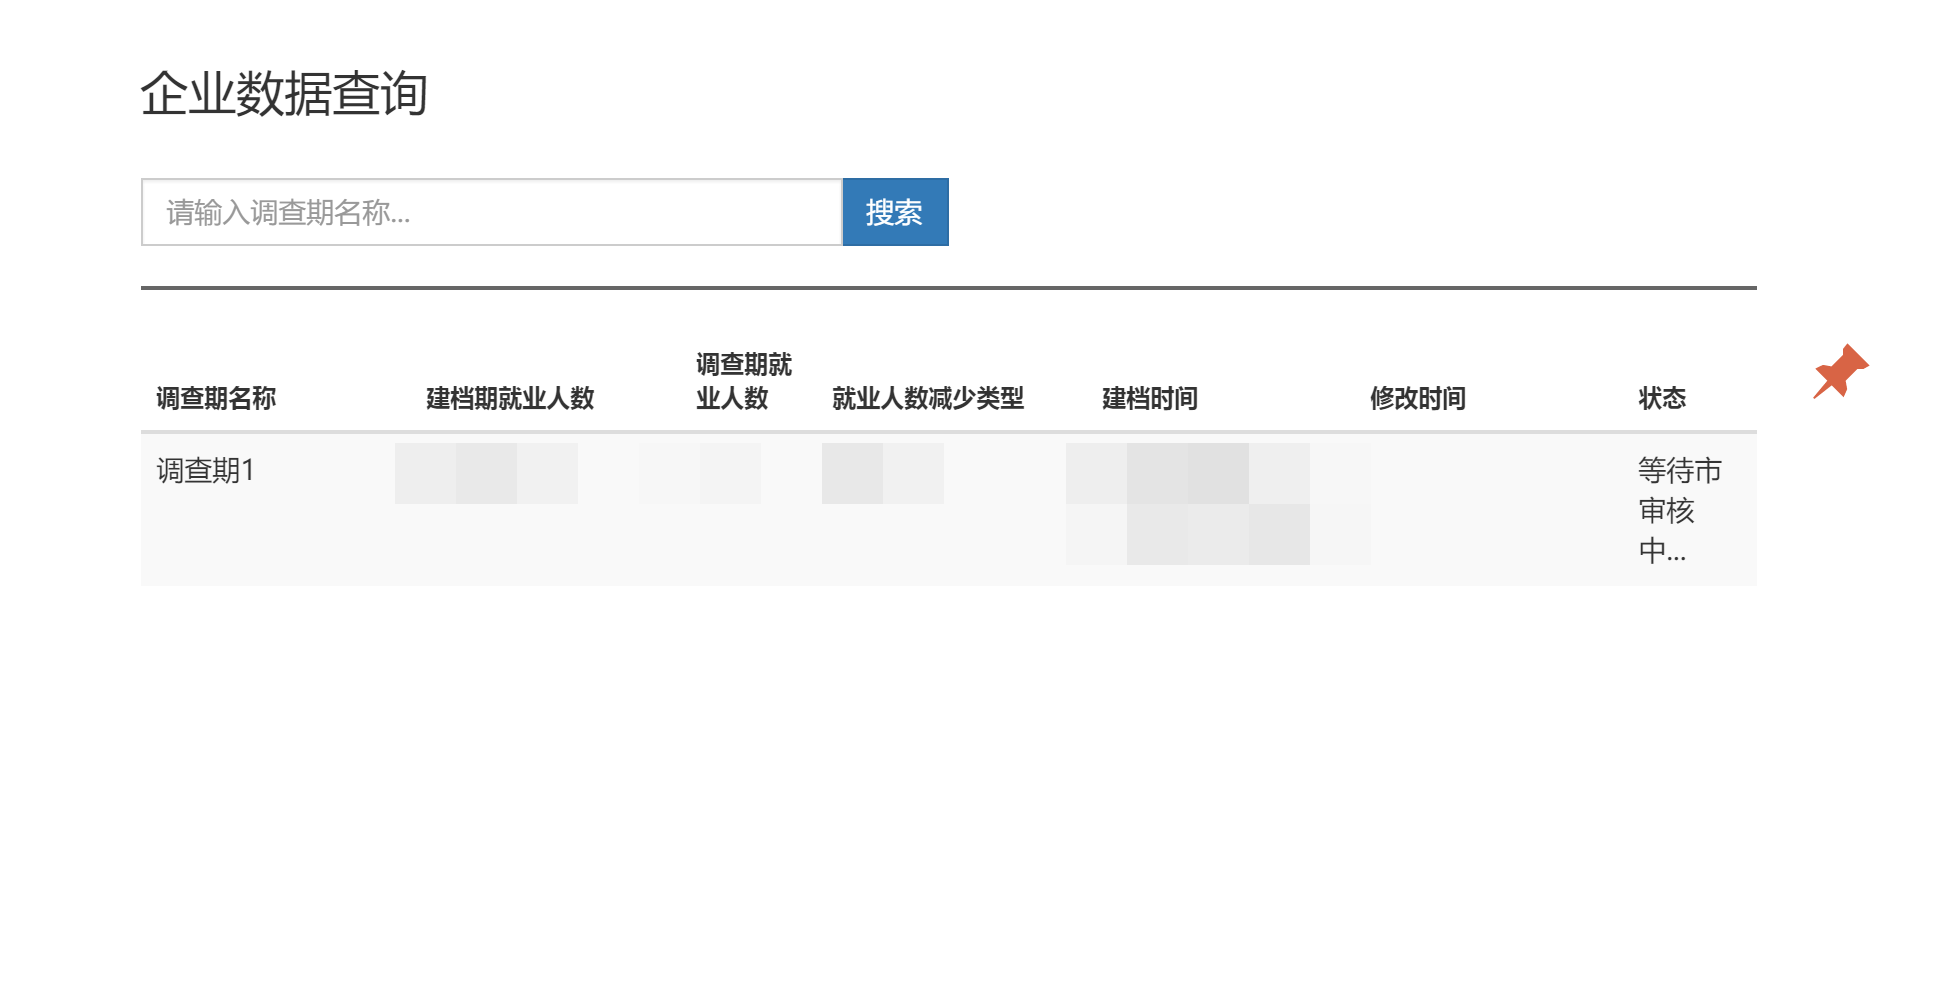 企业数据查询
请输入调查期名称...
搜索
调查期名称
建档期就业人数
调查期就
业人数
就业人数减少类型
建档时间
修改时间
状态
调查期1
等待市
审核
中...